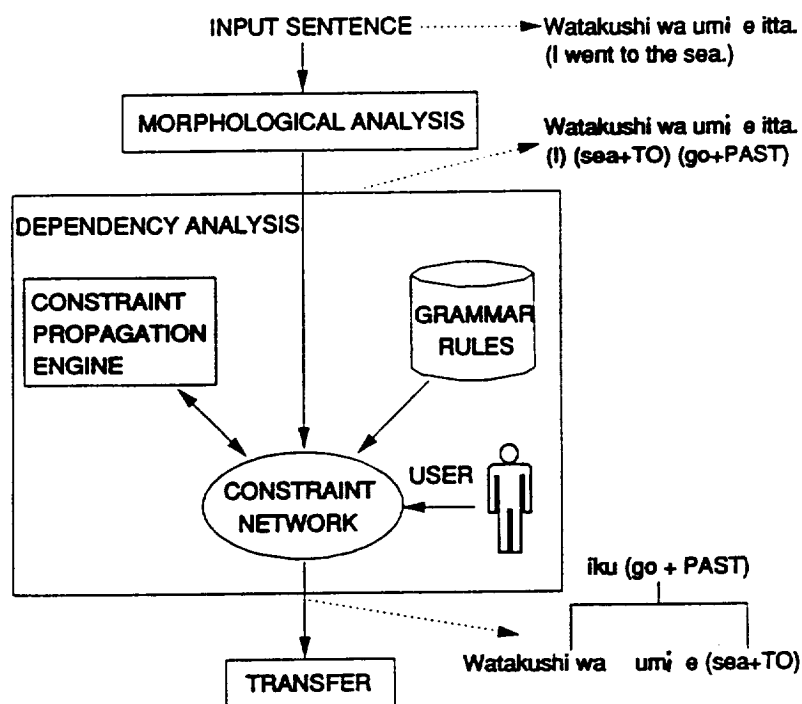 INPUT SENTENCE
Watakushi wa umi e itta.
(I went to the sea.)
MORPHOLOGICAL ANALYSIS
Watakushi wa umi e itta.
(I) (sea+TO) (go+PAST)
DEPENDENCY ANALYSIS
CONSTRAINT
PROPAGATION
ENGINE
GRAMMAR
RULES
USER
CONSTRAINT
NETWORK
iku (go + PAST)
Watakushi wa umi e (sea+TO)
TRANSFER